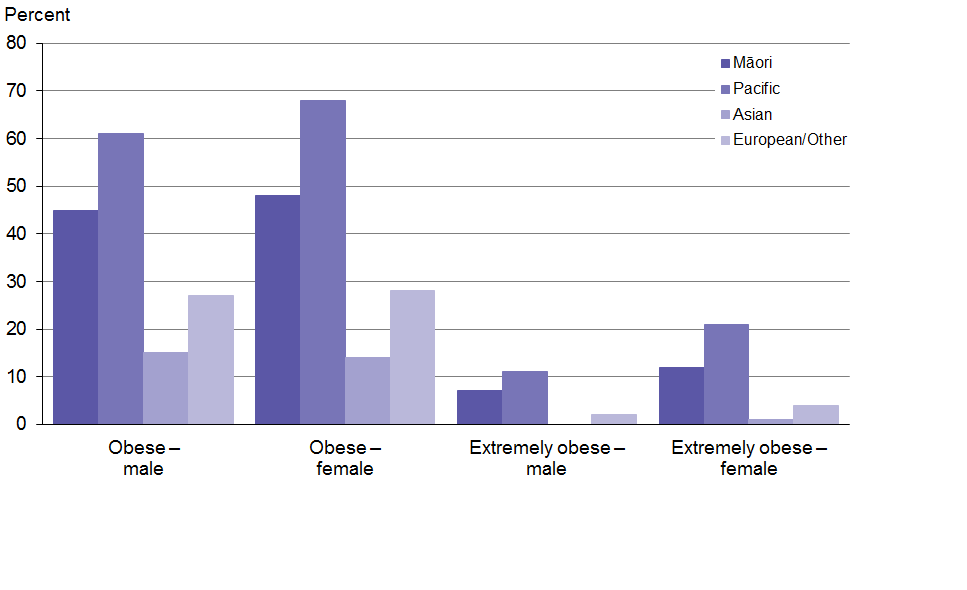 Percent
80
70
60
50
40
30
20
10
0
Māori
Pacific
Asian
European/Other
Obese –
male
Obese –
female
Extremely obese –
male
Extremely obese –
female